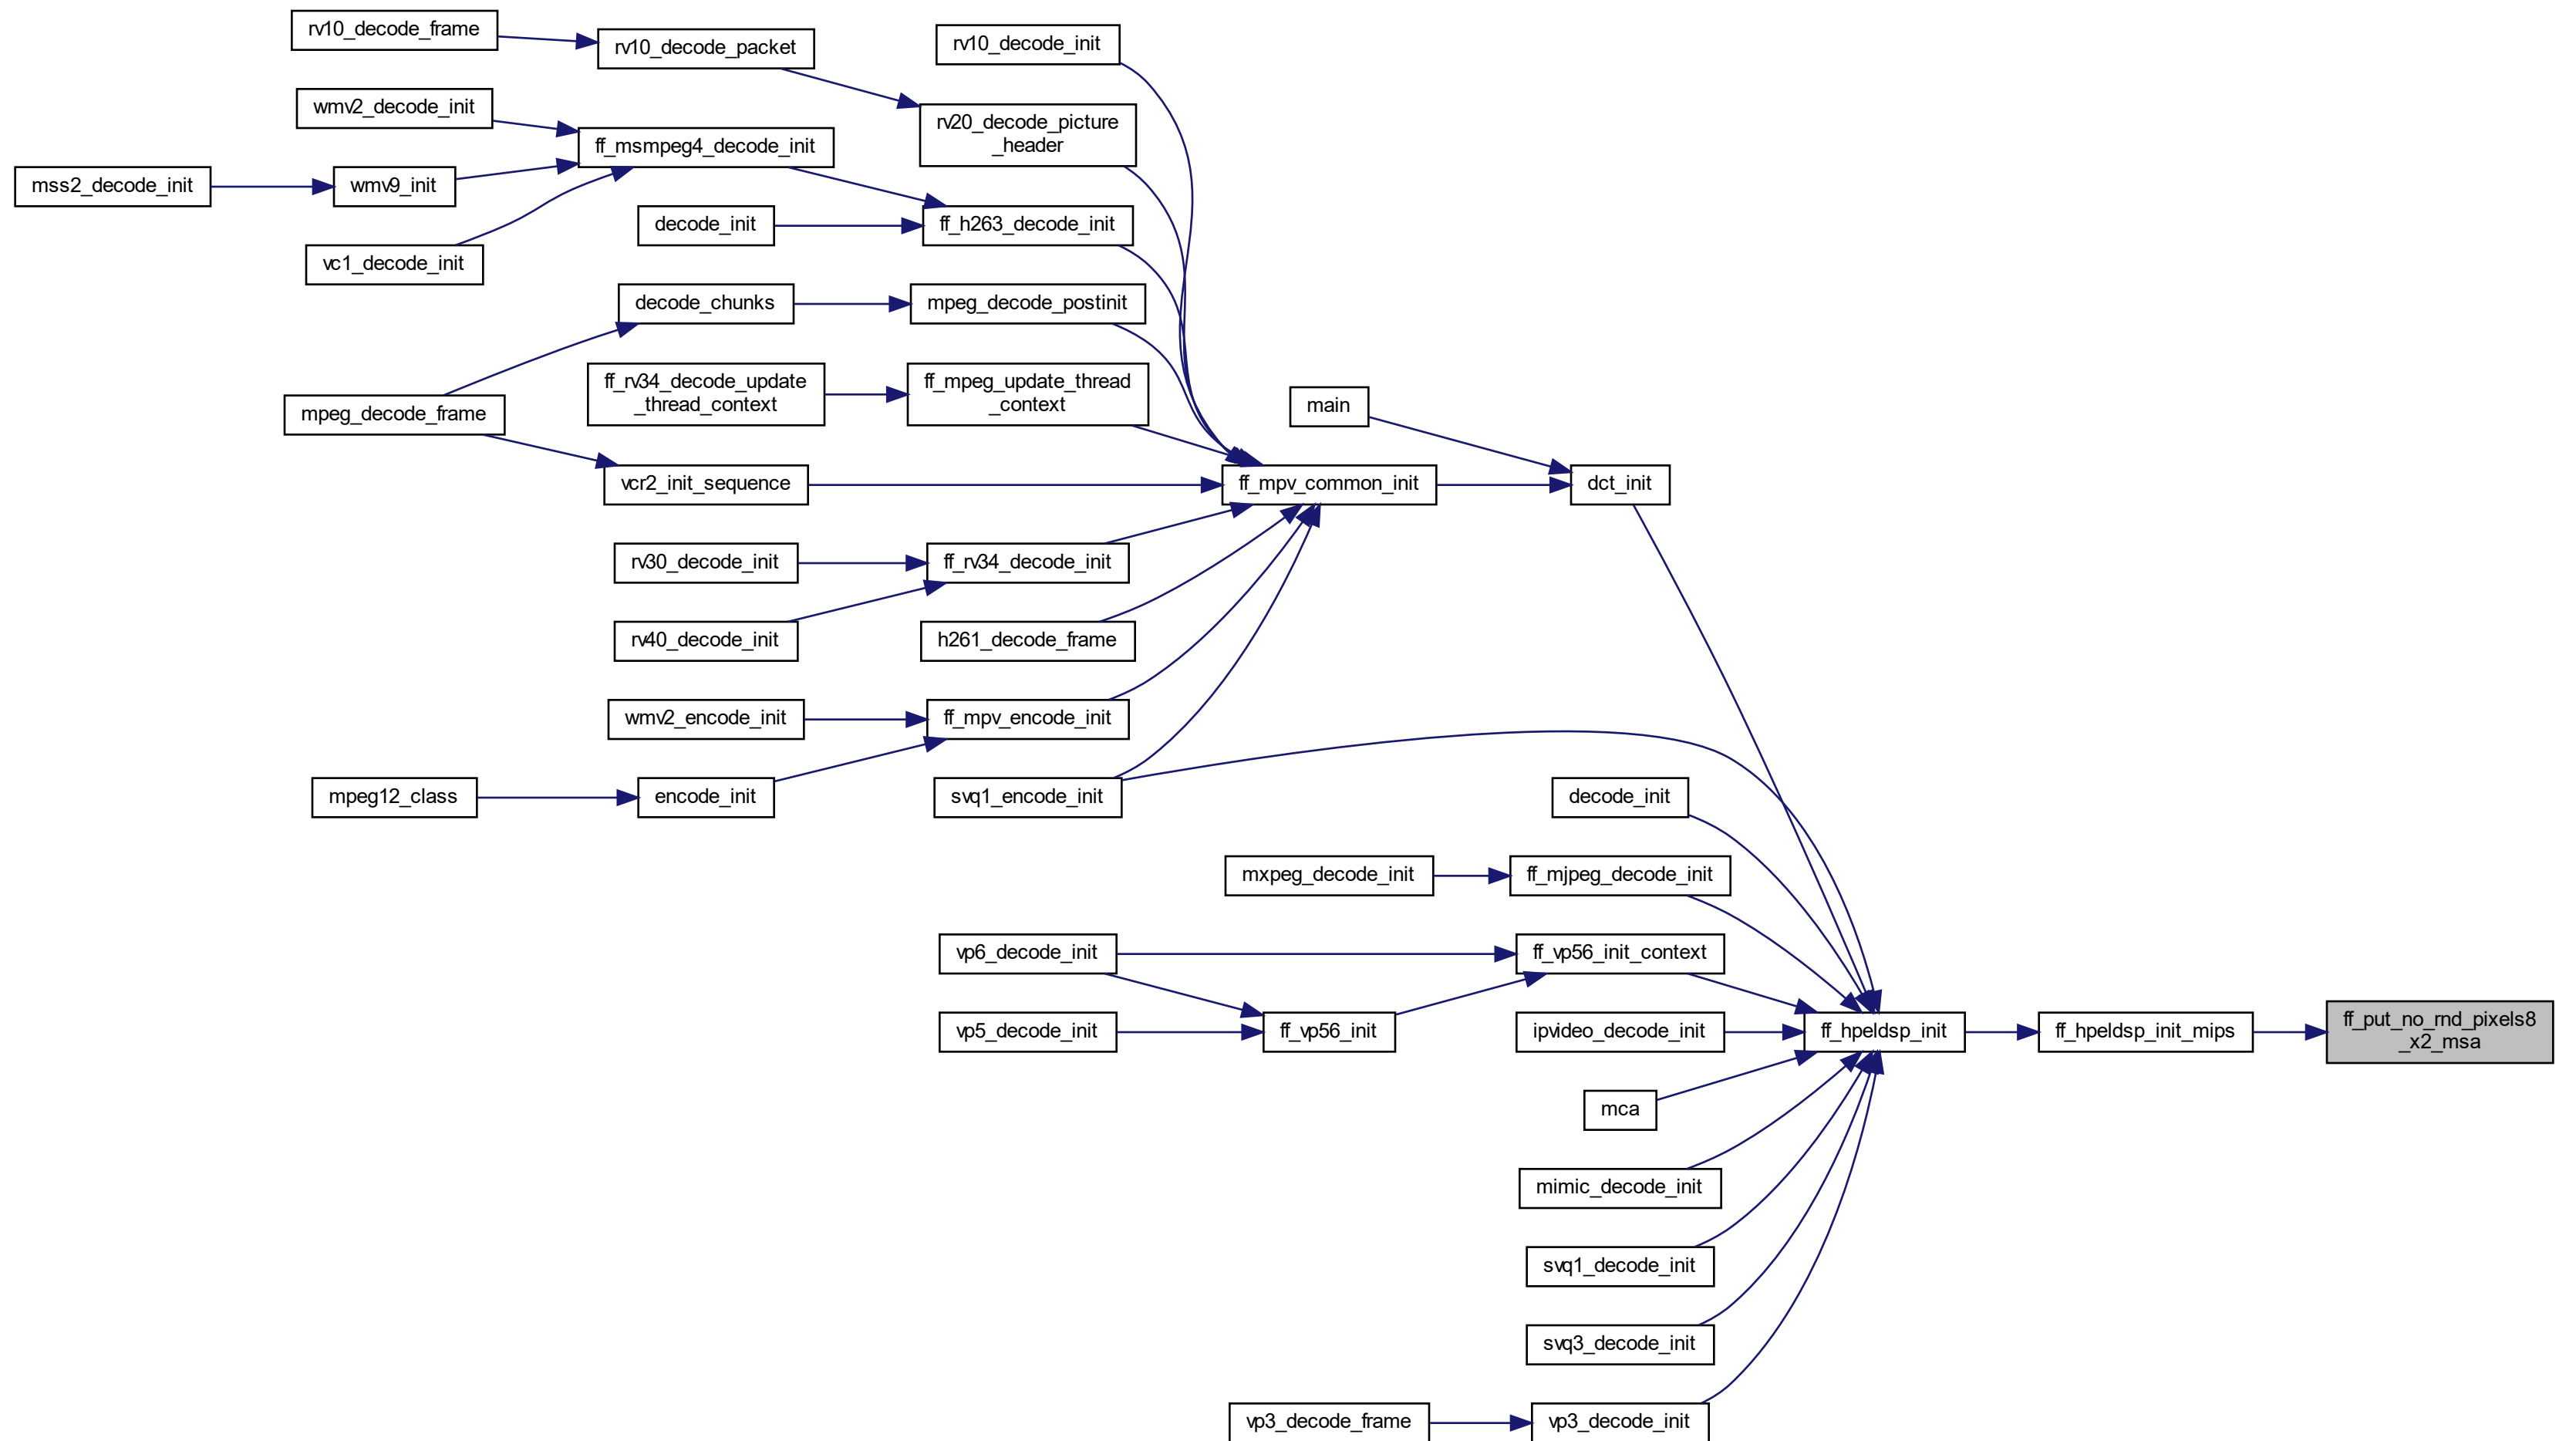 rv10_decode_frame
rv10_decode_packet
rv10_decode_init
wmv2_decode_init
rv20_decode_picture
_header
ff_msmpeg4_decode_init
mss2_decode_init
wmv9_init
decode_init
ff_h263_decode_init
vc1_decode_init
decode_chunks
mpeg_decode_postinit
ff_rv34_decode_update
_thread_context
ff_mpeg_update_thread
_context
main
mpeg_decode_frame
vcr2_init_sequence
ff_mpv_common_init
dct_init
rv30_decode_init
ff_rv34_decode_init
rv40_decode_init
h261_decode_frame
wmv2_encode_init
ff_mpv_encode_init
mpeg12_class
encode_init
svq1_encode_init
decode_init
mxpeg_decode_init
ff_mjpeg_decode_init
vp6_decode_init
ff_vp56_init_context
vp5_decode_init
ff_vp56_init
ipvideo_decode_init
ff_hpeldsp_init
ff_hpeldsp_init_mips
ff_put_no_rnd_pixels8
_x2_msa
mca
mimic_decode_init
svq1_decode_init
svq3_decode_init
vp3_decode_frame
vp3_decode_init